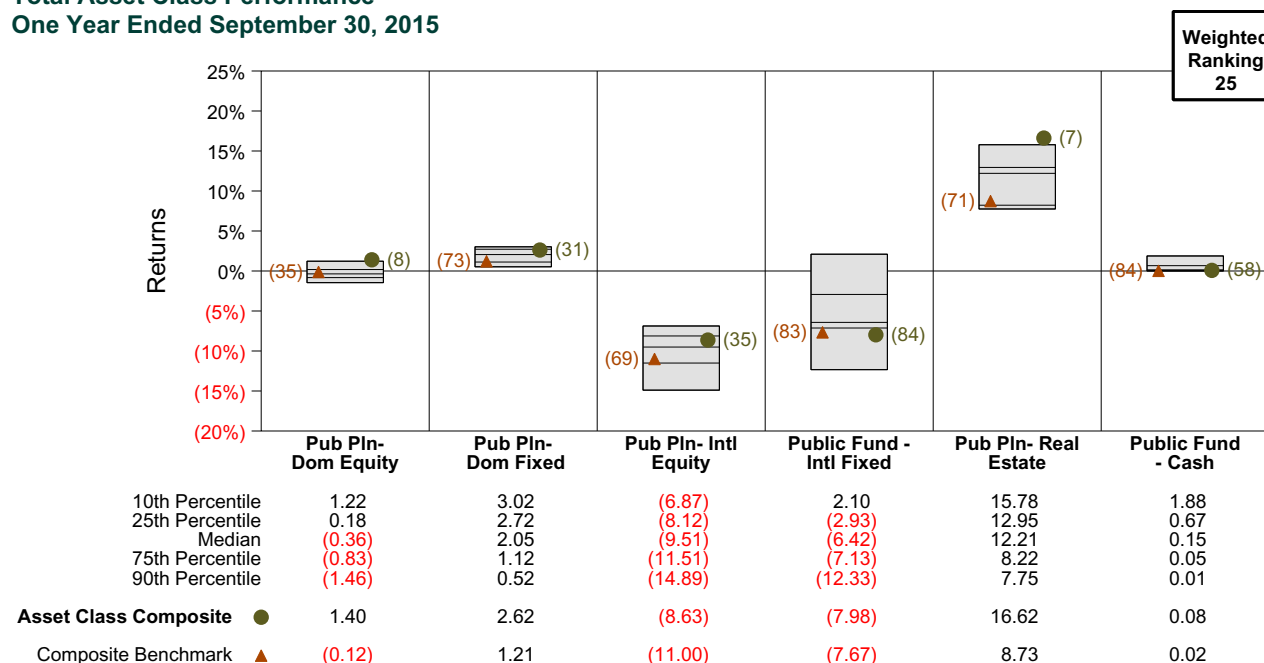 Total Asset Class Performance
One Year Ended September 30, 2015
Weighted
Ranking
25
Returns
25%
20%
15%
10%
5%
0%
(5%)
(10%)
(15%)
(20%)
(35) (8)
(73) (31)
(69) (35)
(83) (84)
(71) (7)
(84) (58)
Pub Pln- Dom Equity
Pub Pln- Dom Fixed
Pub Pln- Intl Equity
Public Fund - Intl Fixed
Pub Pln- Real Estate
Public Fund - Cash
10th Percentile 1.22 3.02 (6.87) 2.10 15.78 1.88
25th Percentile 0.18 2.72 (8.12) (2.93) 12.95 0.67
Median (0.36) 2.05 (9.51) (6.42) 12.21 0.15
75th Percentile (0.83) 1.12 (11.51) (7.13) 8.22 0.05
90th Percentile (1.46) 0.52 (14.89) (12.33) 7.75 0.01
Asset Class Composite 1.40 2.62 (8.63) (7.98) 16.62 0.08
Composite Benchmark (0.12) 1.21 (11.00) (7.67) 8.73 0.02